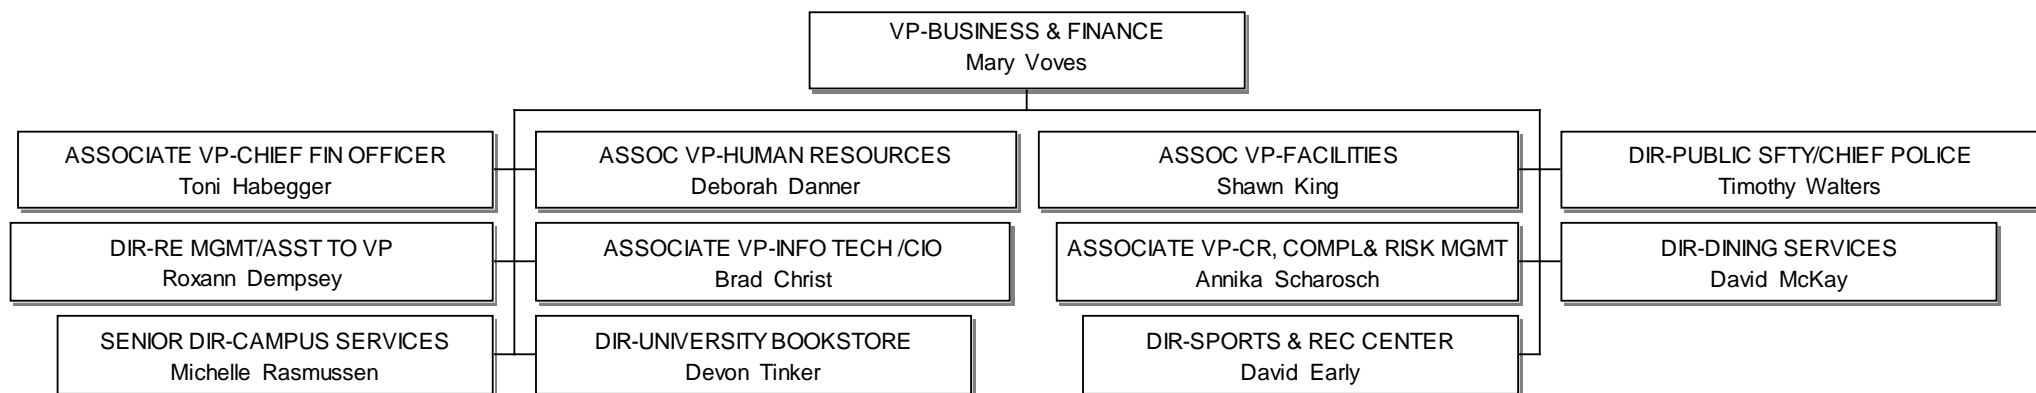 VP-BUSINESS & FINANCE
Mary Voves
ASSOCIATE VP-CHIEF FIN OFFICER
Toni Habegger
ASSOC VP-HUMAN RESOURCES
Deborah Danner
ASSOC VP-FACILITIES
Shawn King
DIR-PUBLIC SFTY/CHIEF POLICE
Timothy Walters
DIR-RE MGMT/ASST TO VP
Roxann Dempsey
ASSOCIATE VP-INFO TECH /CIO
Brad Christ
ASSOCIATE VP-CR, COMPL& RISK MGMT
Annika Scharosch
DIR-DINING SERVICES
David McKay
SENIOR DIR-CAMPUS SERVICES
Michelle Rasmussen
DIR-UNIVERSITY BOOKSTORE
Devon Tinker
DIR-SPORTS & REC CENTER
David Early